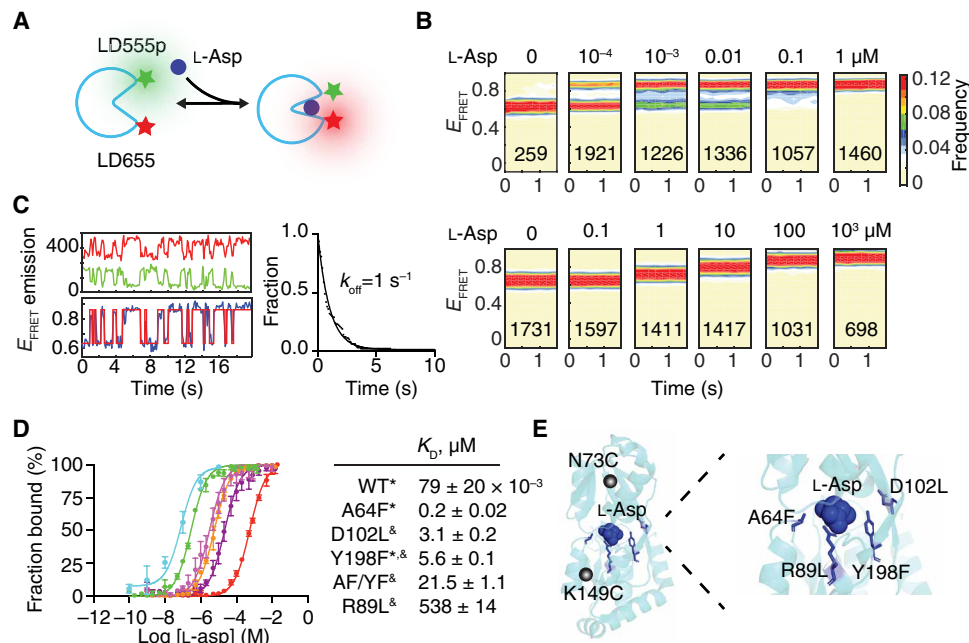 A
LD555p
L-Asp
LD655
B
L-Asp 0 10⁻⁴ 10⁻³ 0.01 0.1 1 µM
E_FRET
0.8
0.4
0
259 1921 1226 1336 1057 1460
0 1 0 1 0 1 0 1 0 1 0 1
0.12
0.08
0.04
0
Frequency
L-Asp 0 0.1 1 10 100 10³ µM
E_FRET
0.8
0.4
0
1731 1597 1411 1417 1031 698
0 1 0 1 0 1 0 1 0 1 0 1
Time (s)
C
E_FRET emission
400
0
0.8
0.6
0 4 8 12 16
Time (s)
Fraction
1.0
0.5
0.0
k_off=1 s⁻¹
0 5 10
Time (s)
D
Fraction bound (%)
100
75
50
25
0
−12 −10 −8 −6 −4 −2 0
Log [L-asp] (M)
K_D, µM
WT* 79 ± 20 × 10⁻³
A64F* 0.2 ± 0.02
D102L& 3.1 ± 0.2
Y198F*,& 5.6 ± 0.1
AF/YF& 21.5 ± 1.1
R89L& 538 ± 14
E
N73C
L-Asp
K149C
L-Asp
D102L
A64F
R89L Y198F